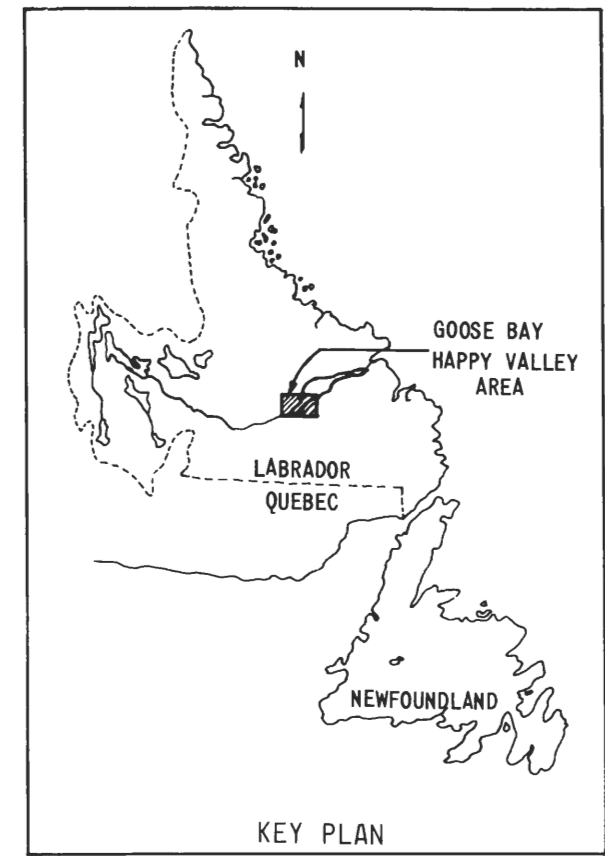 N
GOOSE BAY
HAPPY VALLEY
AREA
LABRADOR
QUEBEC
NEWFOUNDLAND
KEY PLAN